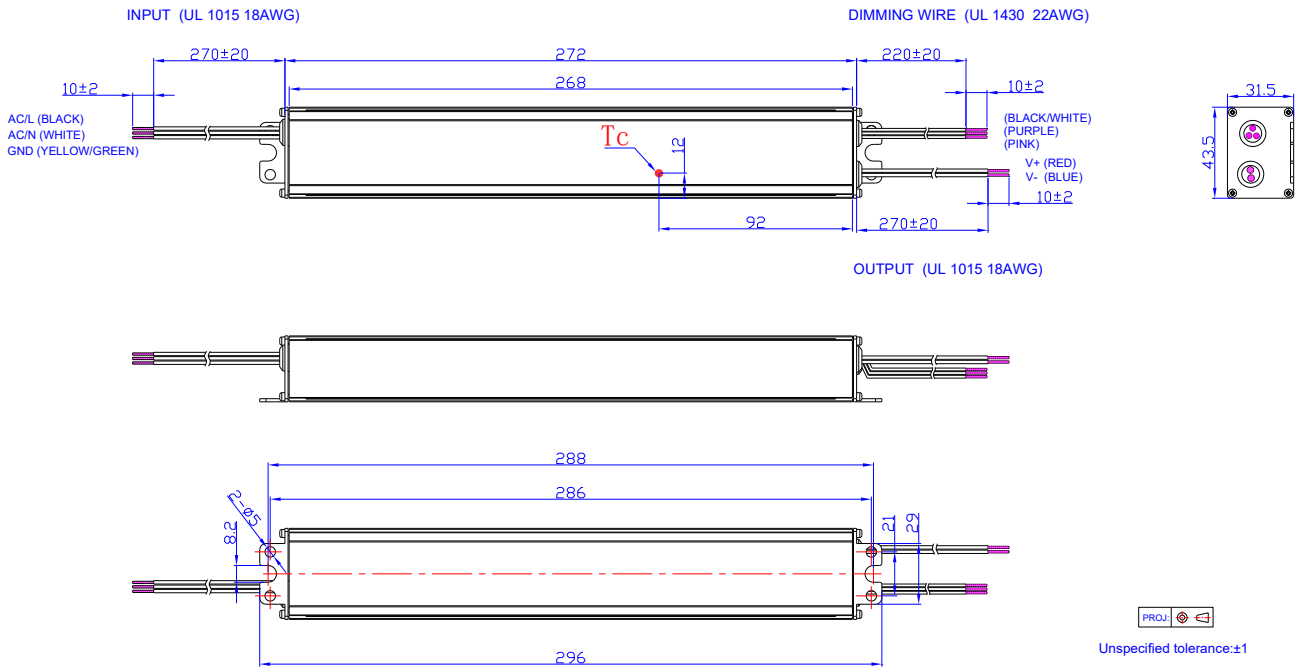 INPUT (UL 1015 18AWG)
DIMMING WIRE (UL 1430 22AWG)
270±20
272
220±20
10±2
268
10±2
31.5
AC/L (BLACK)
AC/N (WHITE)
GND (YELLOW/GREEN)
Tc
12
(BLACK/WHITE)
(PURPLE)
(PINK)
V+ (RED)
V- (BLUE)
43.5
10±2
92
270±20
OUTPUT (UL 1015 18AWG)
288
286
2-ø5
8.2
21
29
296
PROJ:
Unspecified tolerance:±1